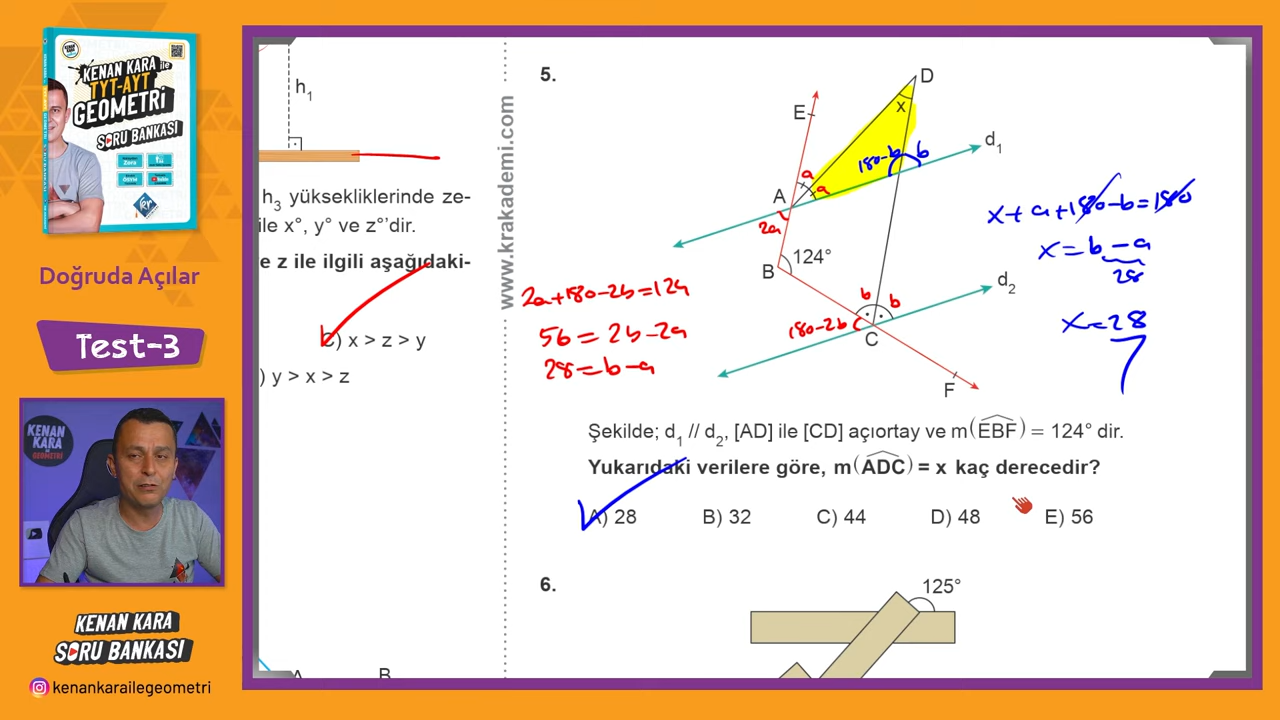 KENAN KARA ile
TYT-AYT
GEOMETRİ
SORU BANKASI
Doğruda Açılar
Test-3
KENAN
KARA
KENAN KARA
SORU BANKASI
kenankarailegeometri
h1
h3 yüksekliklerinde ze-
ile x°, y° ve z°'dir.
e z ile ilgili aşağıdaki-
C) x > z > y
) y > x > z
A
B
www.krakademi.com
5.
D
x
E
d1
180-b
b
a
a
A
2a
B
124°
b
b
d2
180-2b
C
F
2a+180-2b=124
56=2b-2a
28=b-a
x+a+180-b=180
x=b-a
28
x=28
Şekilde; d1 // d2, [AD] ile [CD] açıortay ve m(EBF) = 124° dir.
Yukarıdaki verilere göre, m(ADC) = x kaç derecedir?
A) 28 B) 32 C) 44 D) 48 E) 56
6.
125°